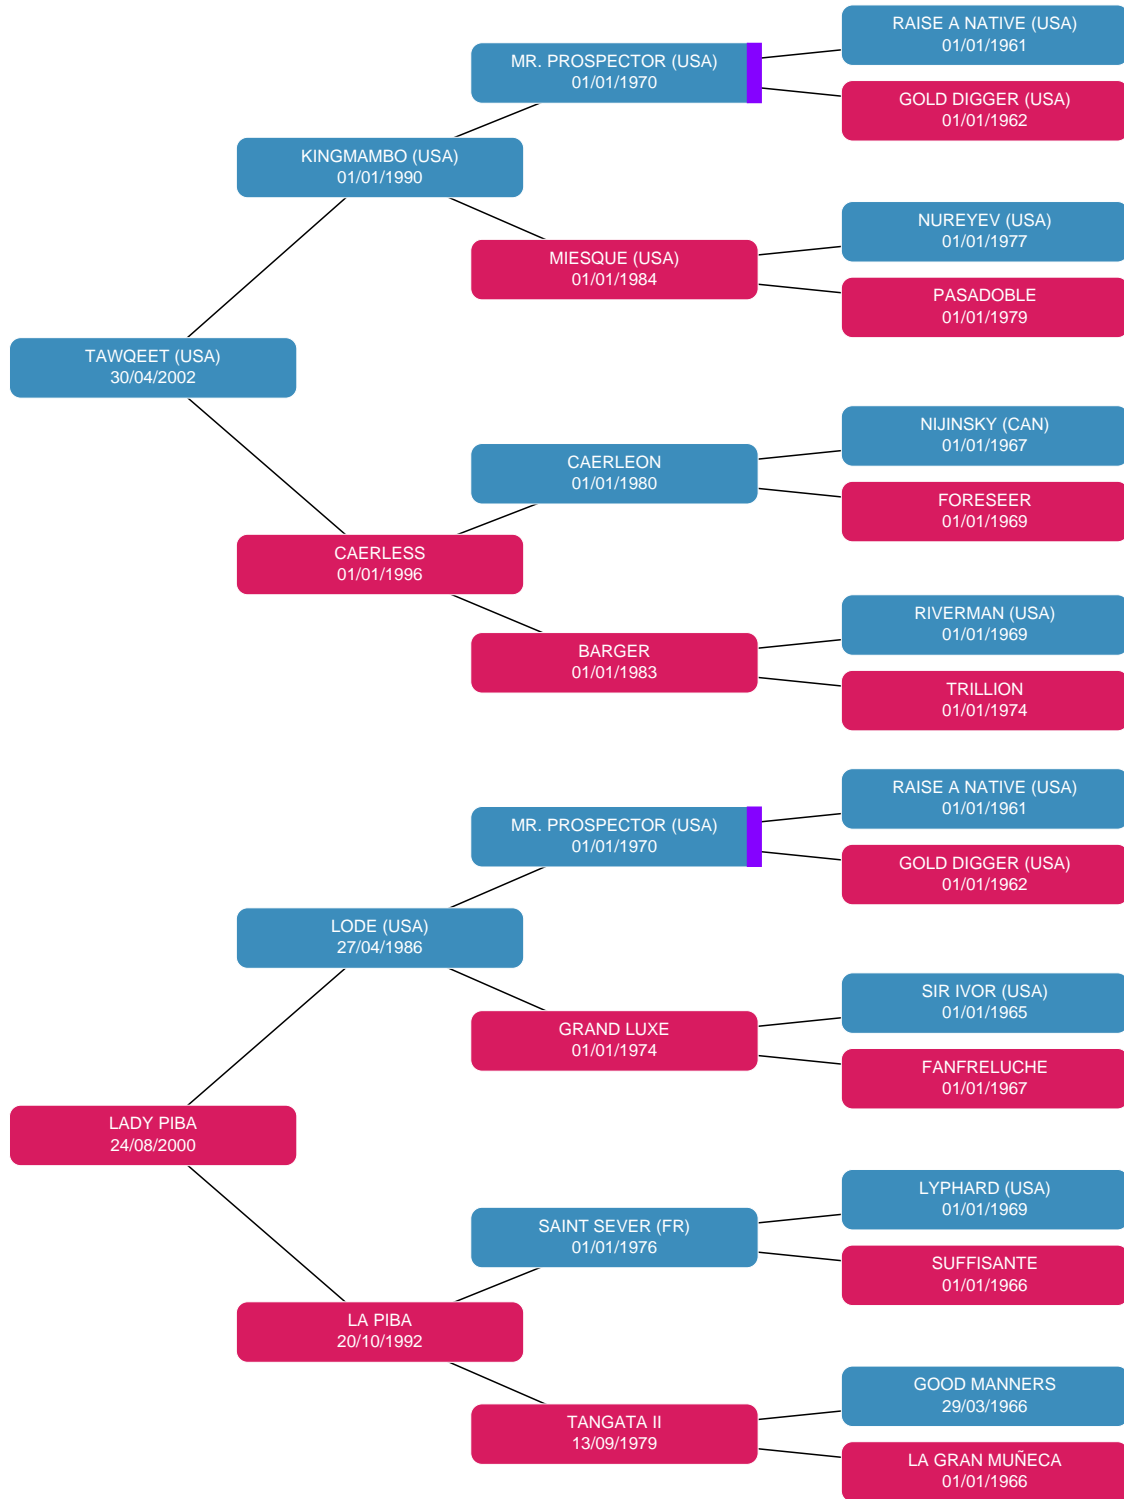 RAISE A NATIVE (USA)
01/01/1961
MR. PROSPECTOR (USA)
01/01/1970
GOLD DIGGER (USA)
01/01/1962
KINGMAMBO (USA)
01/01/1990
NUREYEV (USA)
01/01/1977
MIESQUE (USA)
01/01/1984
PASADOBLE
01/01/1979
TAWQEET (USA)
30/04/2002
NIJINSKY (CAN)
01/01/1967
CAERLEON
01/01/1980
FORESEER
01/01/1969
CAERLESS
01/01/1996
RIVERMAN (USA)
01/01/1969
BARGER
01/01/1983
TRILLION
01/01/1974
RAISE A NATIVE (USA)
01/01/1961
MR. PROSPECTOR (USA)
01/01/1970
GOLD DIGGER (USA)
01/01/1962
LODE (USA)
27/04/1986
SIR IVOR (USA)
01/01/1965
GRAND LUXE
01/01/1974
FANFRELUCHE
01/01/1967
LADY PIBA
24/08/2000
LYPHARD (USA)
01/01/1969
SAINT SEVER (FR)
01/01/1976
SUFFISANTE
01/01/1966
LA PIBA
20/10/1992
GOOD MANNERS
29/03/1966
TANGATA II
13/09/1979
LA GRAN MUÑECA
01/01/1966